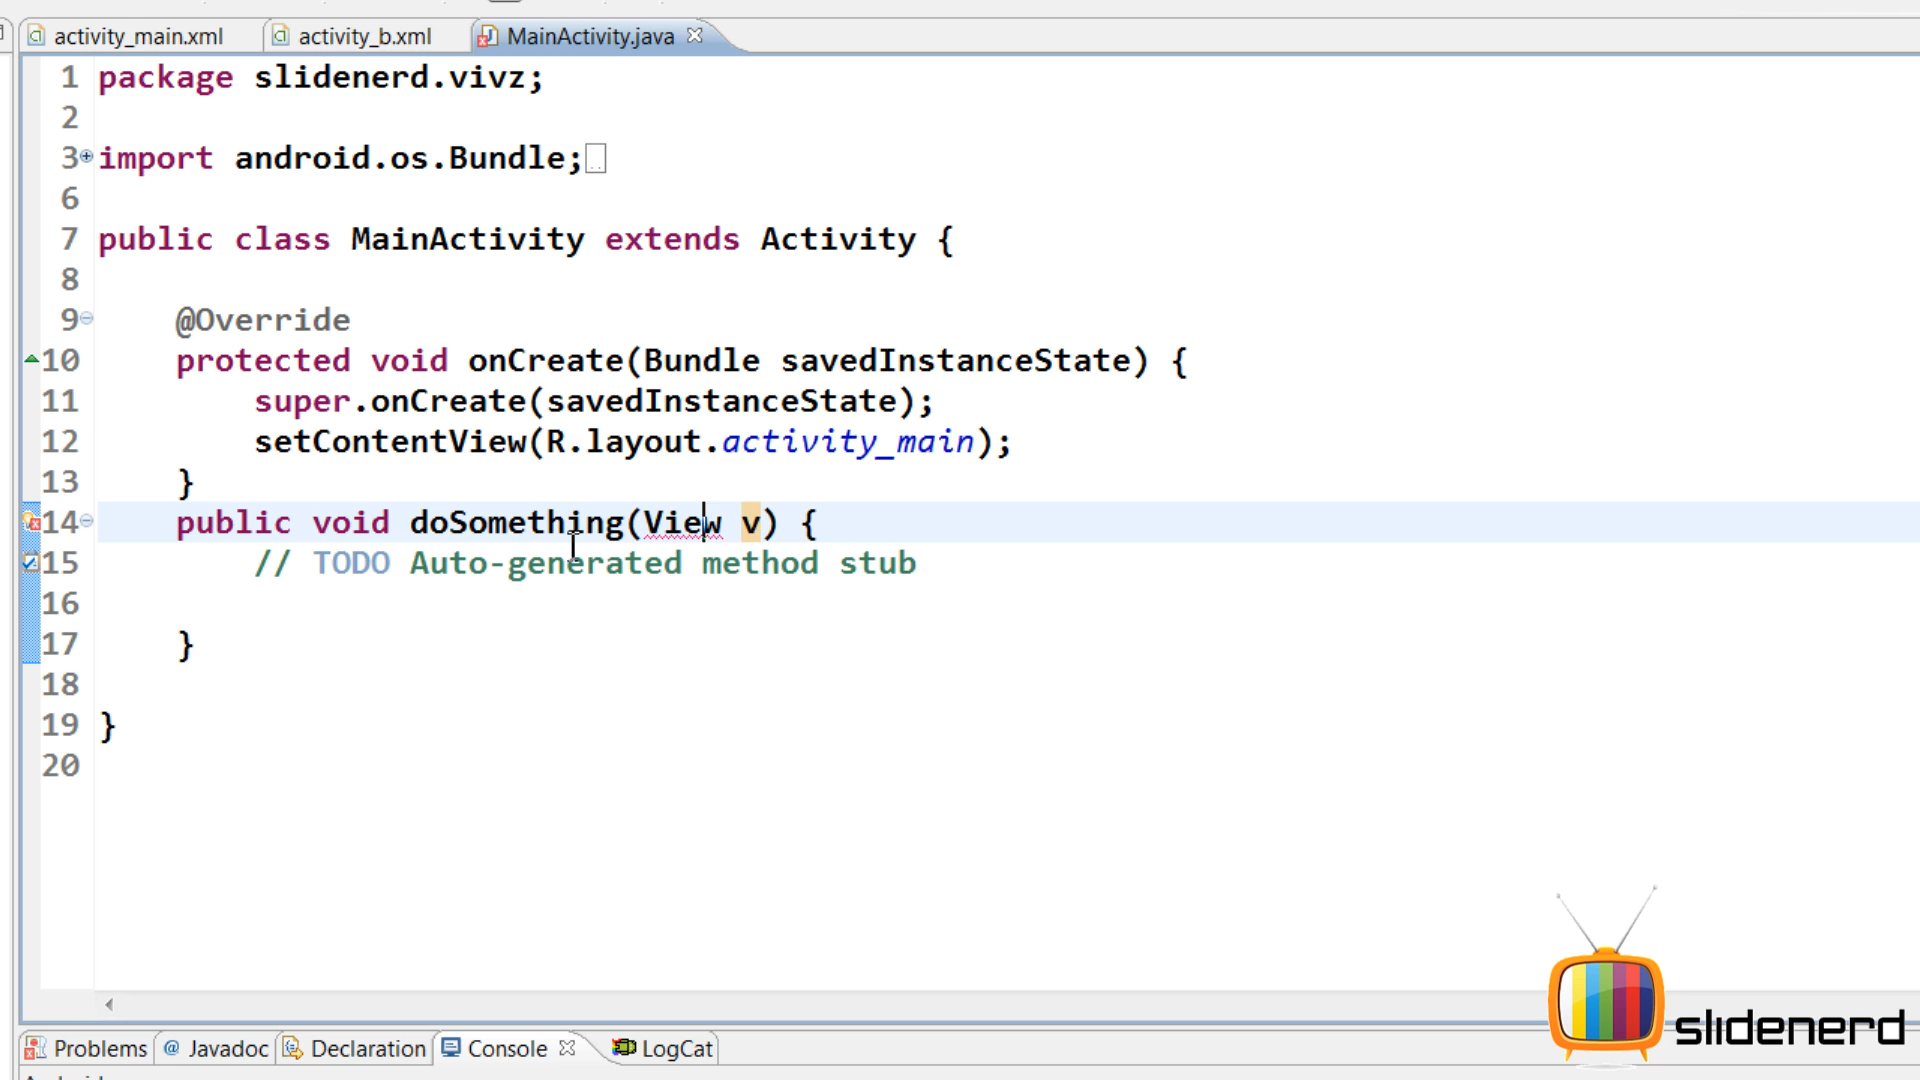 activity_main.xml activity_b.xml MainActivity.java
1 package slidenerd.vivz;
2
3 import android.os.Bundle;
6
7 public class MainActivity extends Activity {
8
9 @Override
10 protected void onCreate(Bundle savedInstanceState) {
11 super.onCreate(savedInstanceState);
12 setContentView(R.layout.activity_main);
13 }
14 public void doSomething(View v) {
15 // TODO Auto-generated method stub
16
17 }
18
19 }
20
slidenerd
Problems @ Javadoc Declaration Console LogCat